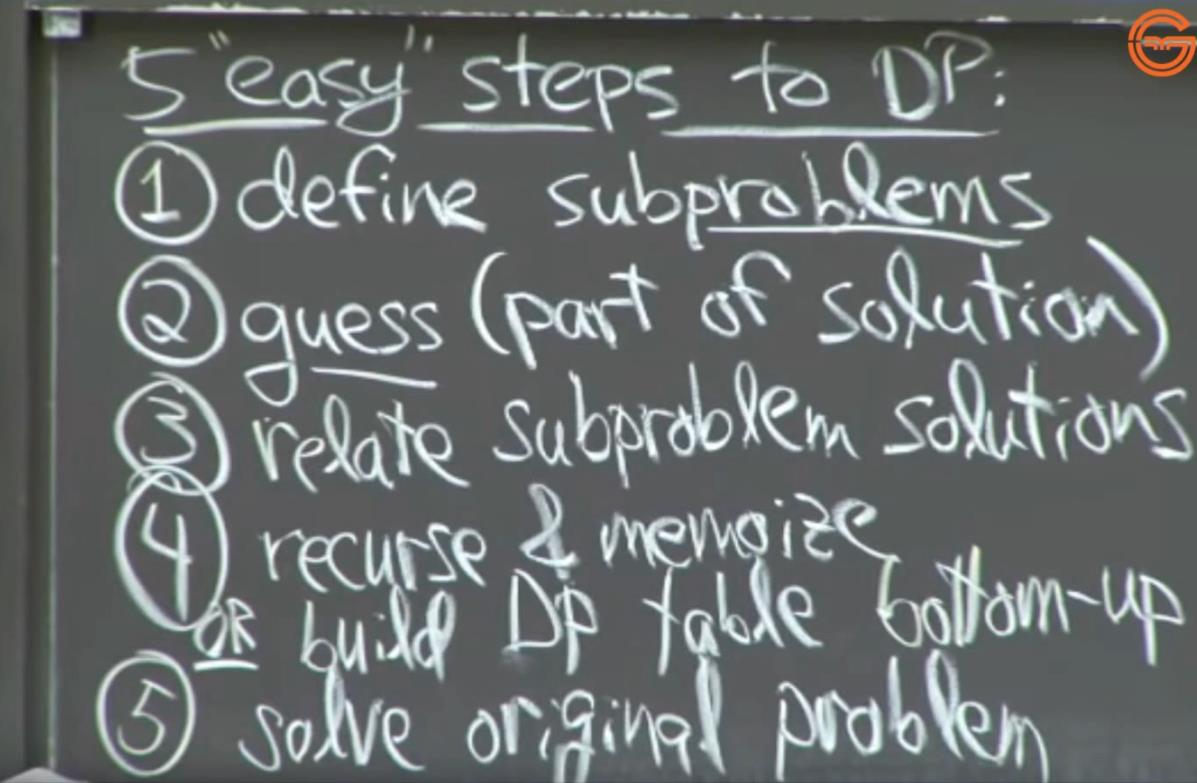 5 "easy" steps to DP:
① define subproblems
② guess (part of solution)
③ relate subproblem solutions
④ recurse & memoize
OR build DP table bottom-up
⑤ solve original problem